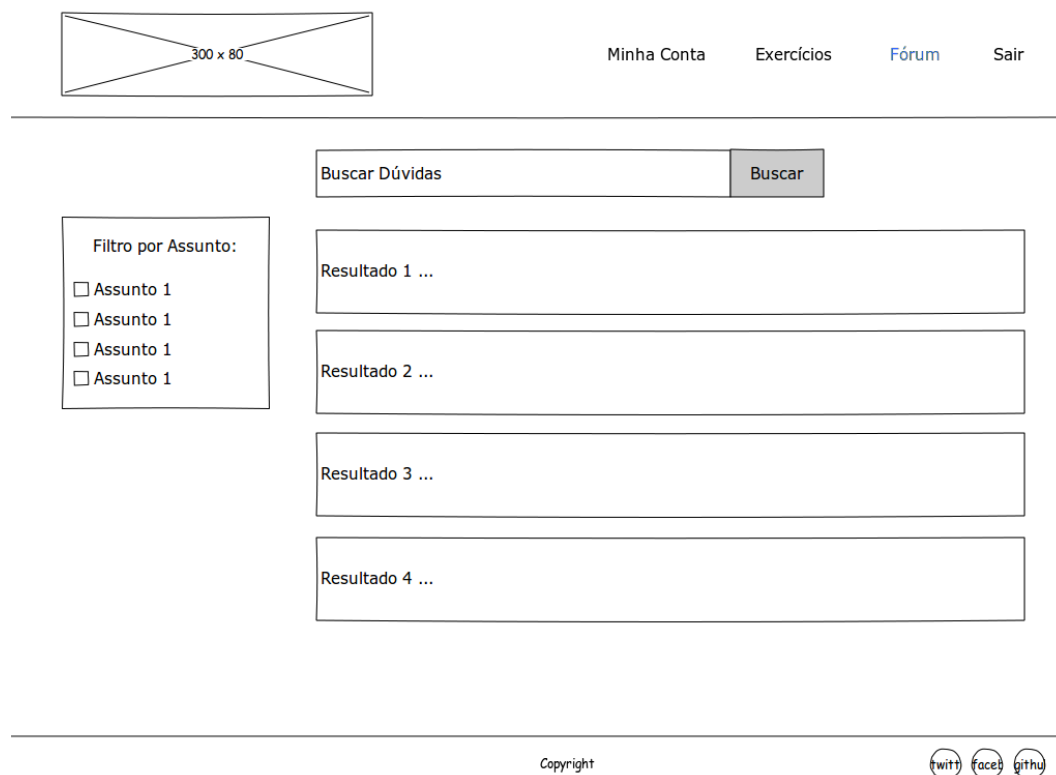 300 x 80
Minha Conta Exercícios Fórum Sair
Buscar Dúvidas Buscar
Filtro por Assunto:
Assunto 1
Assunto 1
Assunto 1
Assunto 1
Resultado 1 ...
Resultado 2 ...
Resultado 3 ...
Resultado 4 ...
Copyright
twitt faceb githu